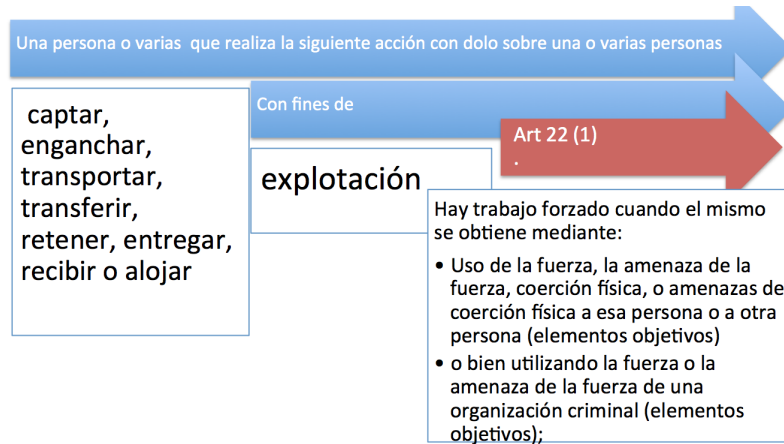 Una persona o varias  que realiza la siguiente acción con dolo sobre una o varias personas
captar,
enganchar,
transportar,
transferir,
retener, entregar,
recibir o alojar
Con fines de
explotación
Art 22 (1)
.
Hay trabajo forzado cuando el mismo
se obtiene mediante:
• Uso de la fuerza, la amenaza de la
fuerza, coerción física, o amenazas de
coerción física a esa persona o a otra
persona (elementos objetivos)
• o bien utilizando la fuerza o la
amenaza de la fuerza de una
organización criminal (elementos
objetivos);